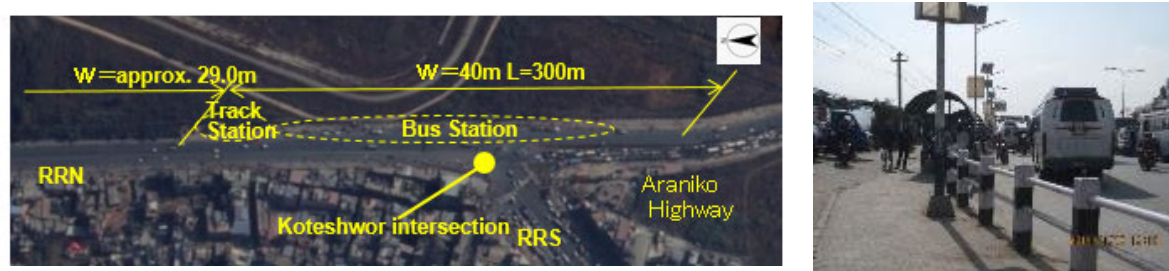 W=approx. 29.0m
W=40m L=300m
Track
Station
Bus Station
RRN
Araniko
Highway
Koteshwor intersection
RRS